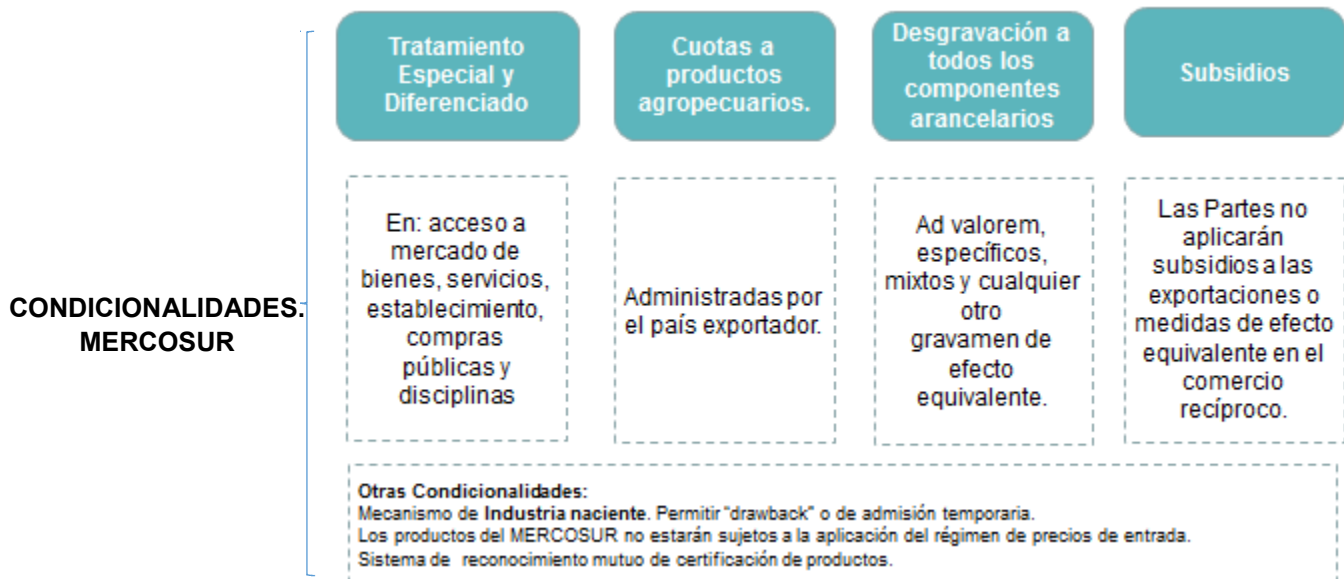 CONDICIONALIDADES.
MERCOSUR
Tratamiento
Especial y
Diferenciado
En: acceso a
mercado de
bienes, servicios,
establecimiento,
compras
públicas y
disciplinas
Cuotas a
productos
agropecuarios.
Administradas por
el país exportador.
Desgravación a
todos los
componentes
arancelarios
Ad valorem,
específicos,
mixtos y cualquier
otro
gravamen de
efecto
equivalente.
Subsidios
Las Partes no
aplicarán
subsidios a las
exportaciones o
medidas de efecto
equivalente en el
comercio
recíproco.
Otras Condicionalidades:
Mecanismo de Industria naciente. Permitir "drawback" o de admisión temporaria.
Los productos del MERCOSUR no estarán sujetos a la aplicación del régimen de precios de entrada.
Sistema de reconocimiento mutuo de certificación de productos.